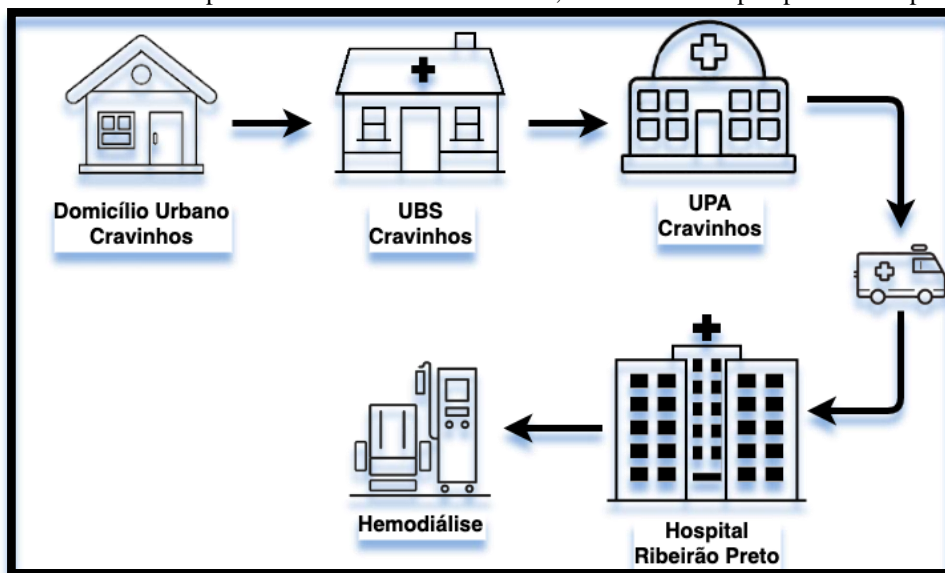 Domicílio Urbano
Cravinhos
UBS
Cravinhos
UPA
Cravinhos
Hemodiálise
Hospital
Ribeirão Preto